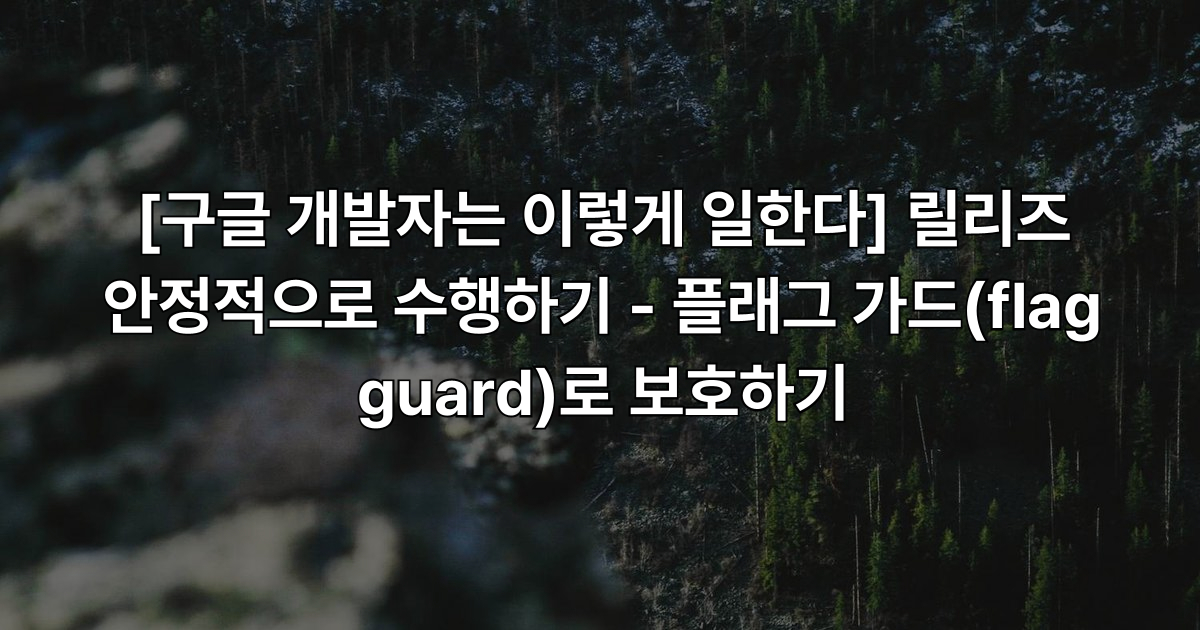 [구글 개발자는 이렇게 일한다] 릴리즈
안정적으로 수행하기 - 플래그 가드(flag
guard)로 보호하기